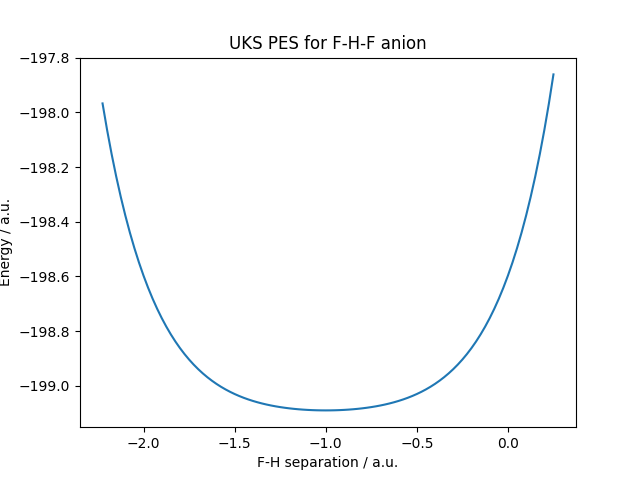 UKS PES for F-H-F anion
−197.8
−198.0
−198.2
−198.4
−198.6
−198.8
−199.0
Energy / a.u.
−2.0 −1.5 −1.0 −0.5 0.0
F-H separation / a.u.